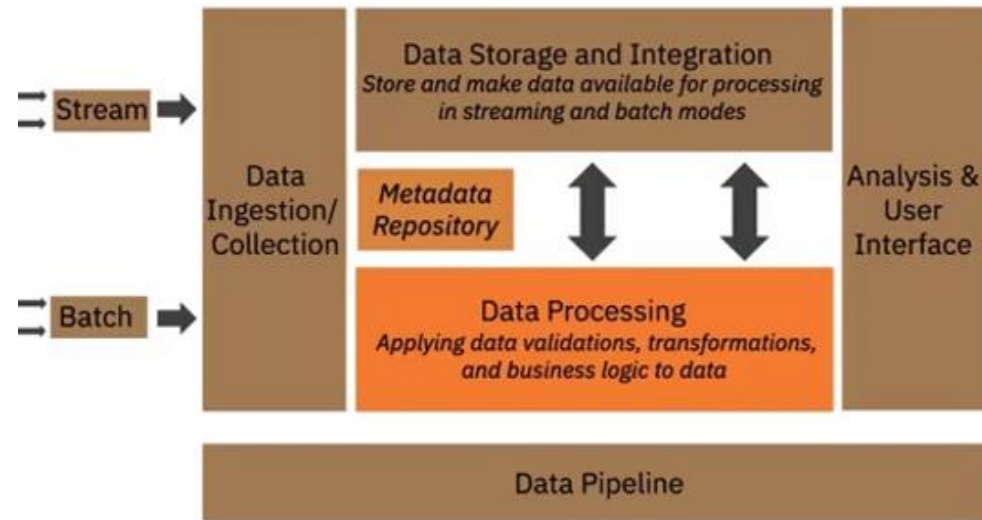 Stream
Batch
Data
Ingestion/
Collection
Data Storage and Integration
Store and make data available for processing
in streaming and batch modes
Metadata
Repository
Data Processing
Applying data validations, transformations,
and business logic to data
Analysis &
User
Interface
Data Pipeline